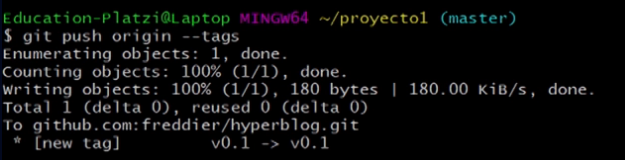 Education-Platzi@Laptop MINGW64 ~/proyecto1 (master)
$ git push origin --tags
Enumerating objects: 1, done.
Counting objects: 100% (1/1), done.
Writing objects: 100% (1/1), 180 bytes | 180.00 KiB/s, done.
Total 1 (delta 0), reused 0 (delta 0)
To github.com:freddier/hyperblog.git
 * [new tag]         v0.1 -> v0.1